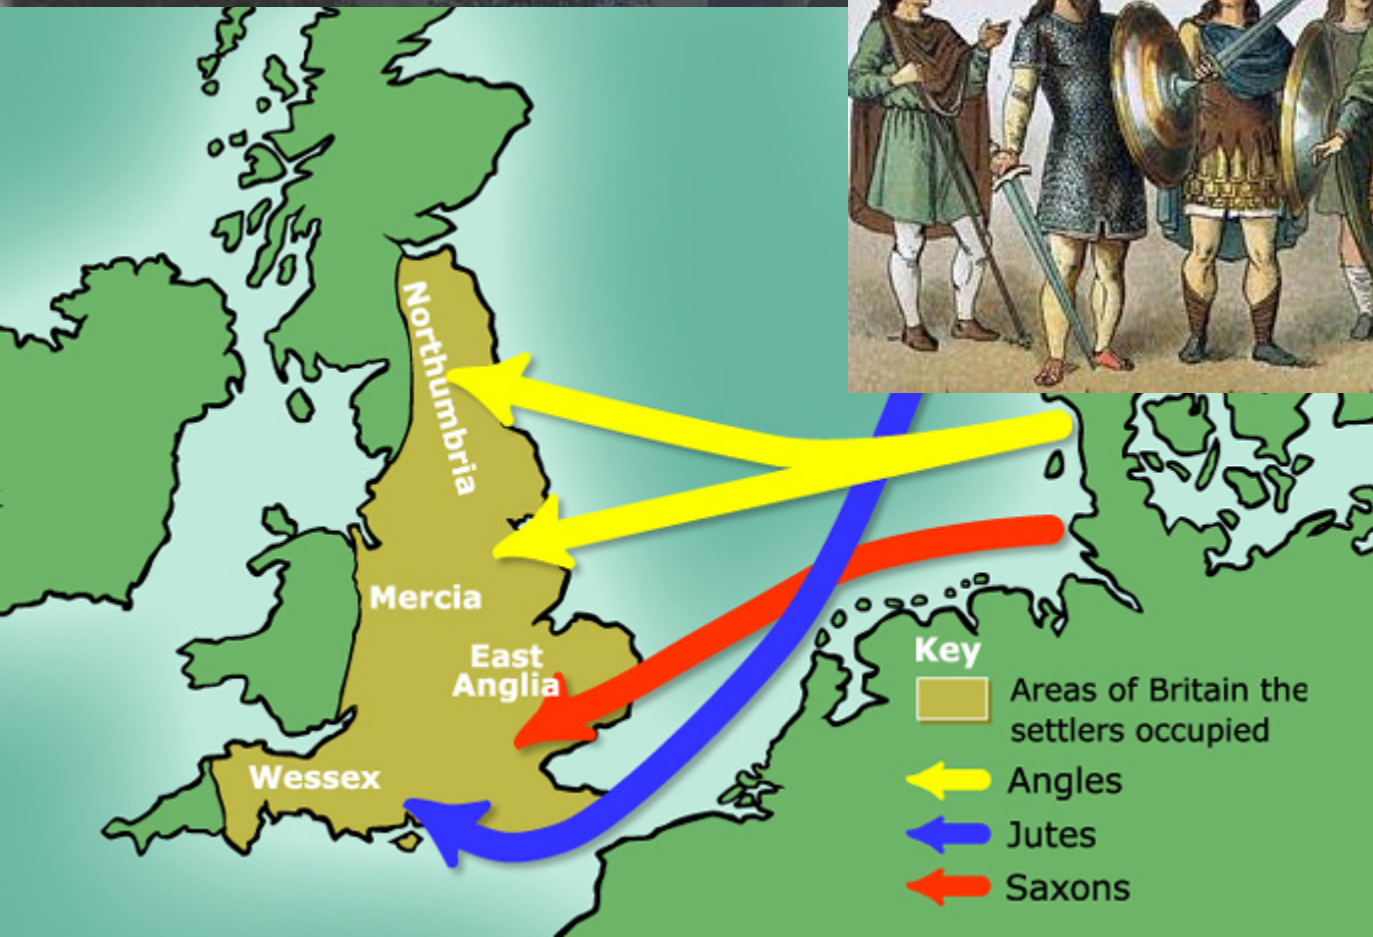 Northumbria
Mercia
East
Anglia
Wessex
Key
Areas of Britain the
settlers occupied
Angles
Jutes
Saxons